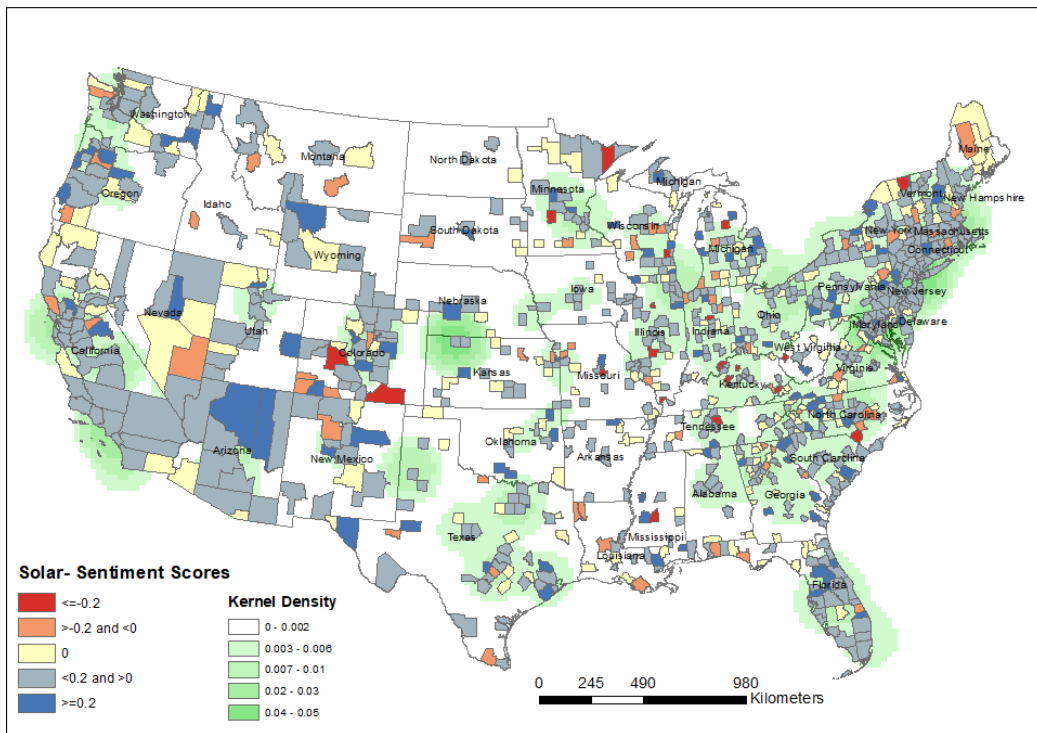 Washington
Montana
North Dakota
Maine
Minnesota
Michigan
Vermont
New Hampshire
Oregon
Idaho
South Dakota
Wisconsin
Michigan
New York
Massachusetts
Connecticut
Wyoming
Nebraska
Iowa
Pennsylvania
New Jersey
Nevada
Utah
Ohio
Illinois
Indiana
Maryland
Delaware
California
Colorado
Kansas
Missouri
West Virginia
Virginia
Kentucky
North Carolina
Tennessee
Oklahoma
Arizona
New Mexico
Arkansas
South Carolina
Alabama
Georgia
Texas
Mississippi
Louisiana
Florida
Solar- Sentiment Scores
<=-0.2
>-0.2 and <0
0
<0.2 and >0
>=0.2
Kernel Density
0 - 0.002
0.003 - 0.006
0.007 - 0.01
0.02 - 0.03
0.04 - 0.05
0 245 490 980
Kilometers